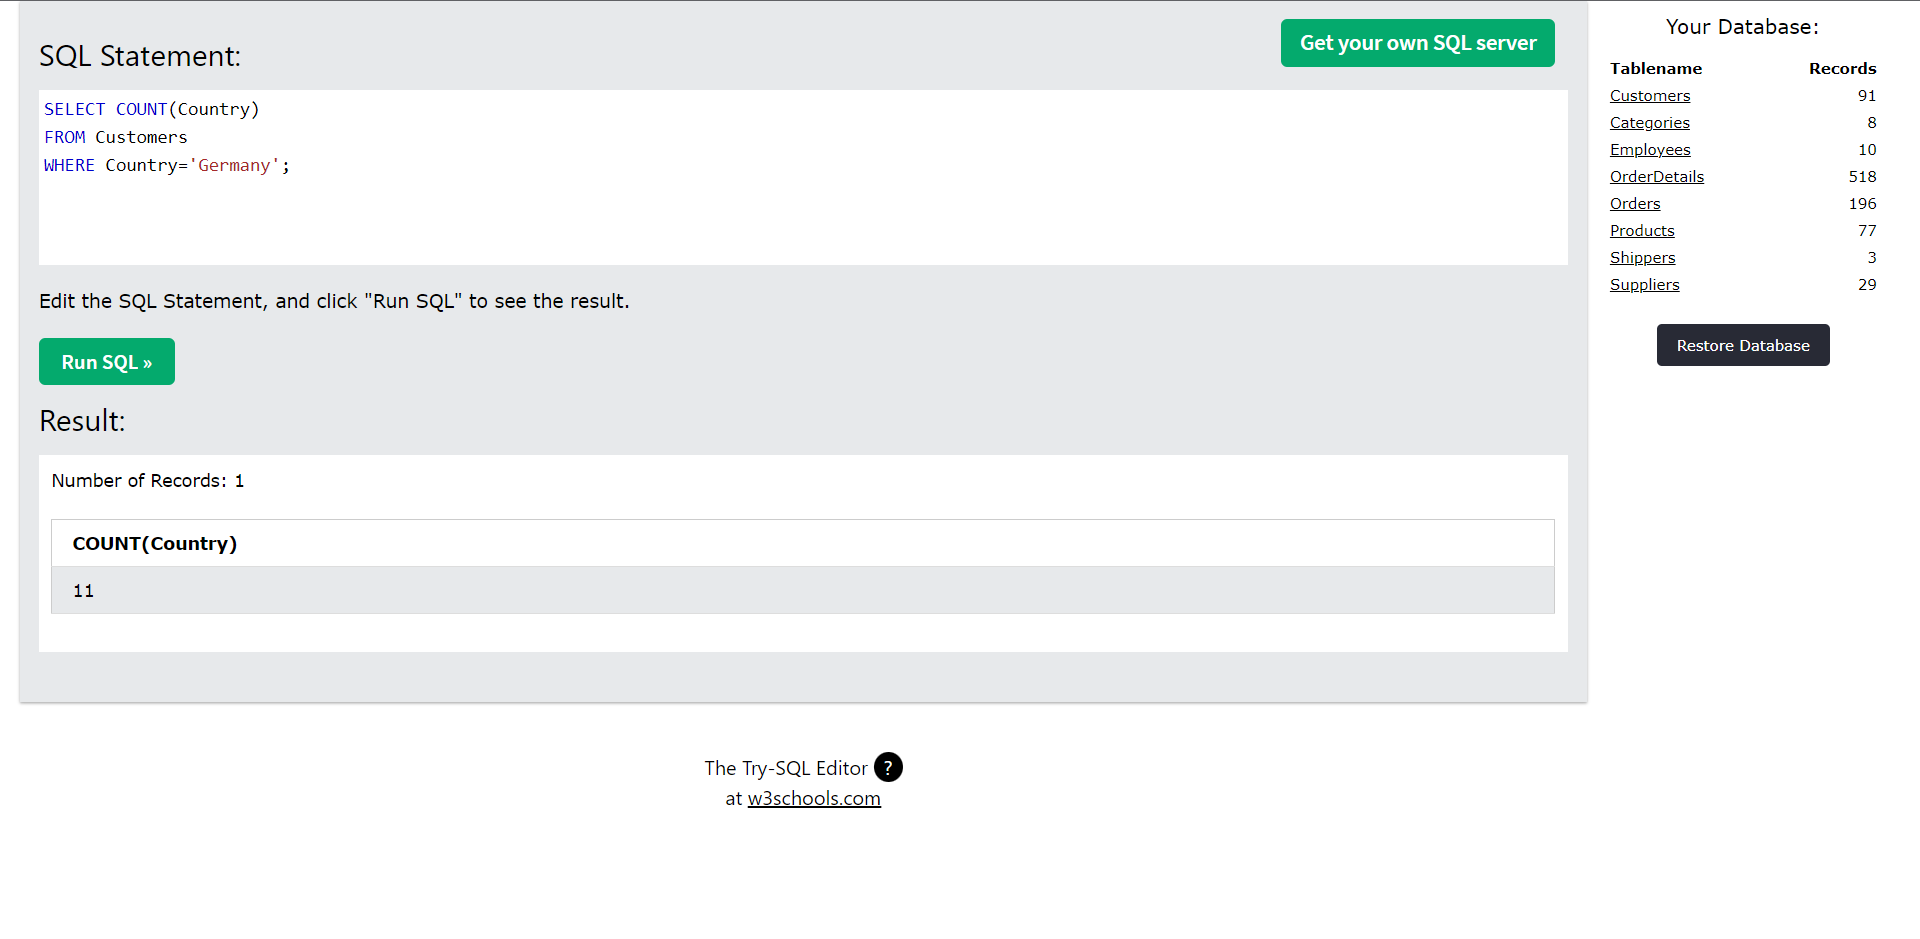 SQL Statement:
Get your own SQL server
SELECT COUNT(Country)
FROM Customers
WHERE Country='Germany';
Edit the SQL Statement, and click "Run SQL" to see the result.
Run SQL »
Result:
Number of Records: 1
COUNT(Country)
11
The Try-SQL Editor ?
at w3schools.com
Your Database:
Tablename Records
Customers 91
Categories 8
Employees 10
OrderDetails 518
Orders 196
Products 77
Shippers 3
Suppliers 29
Restore Database